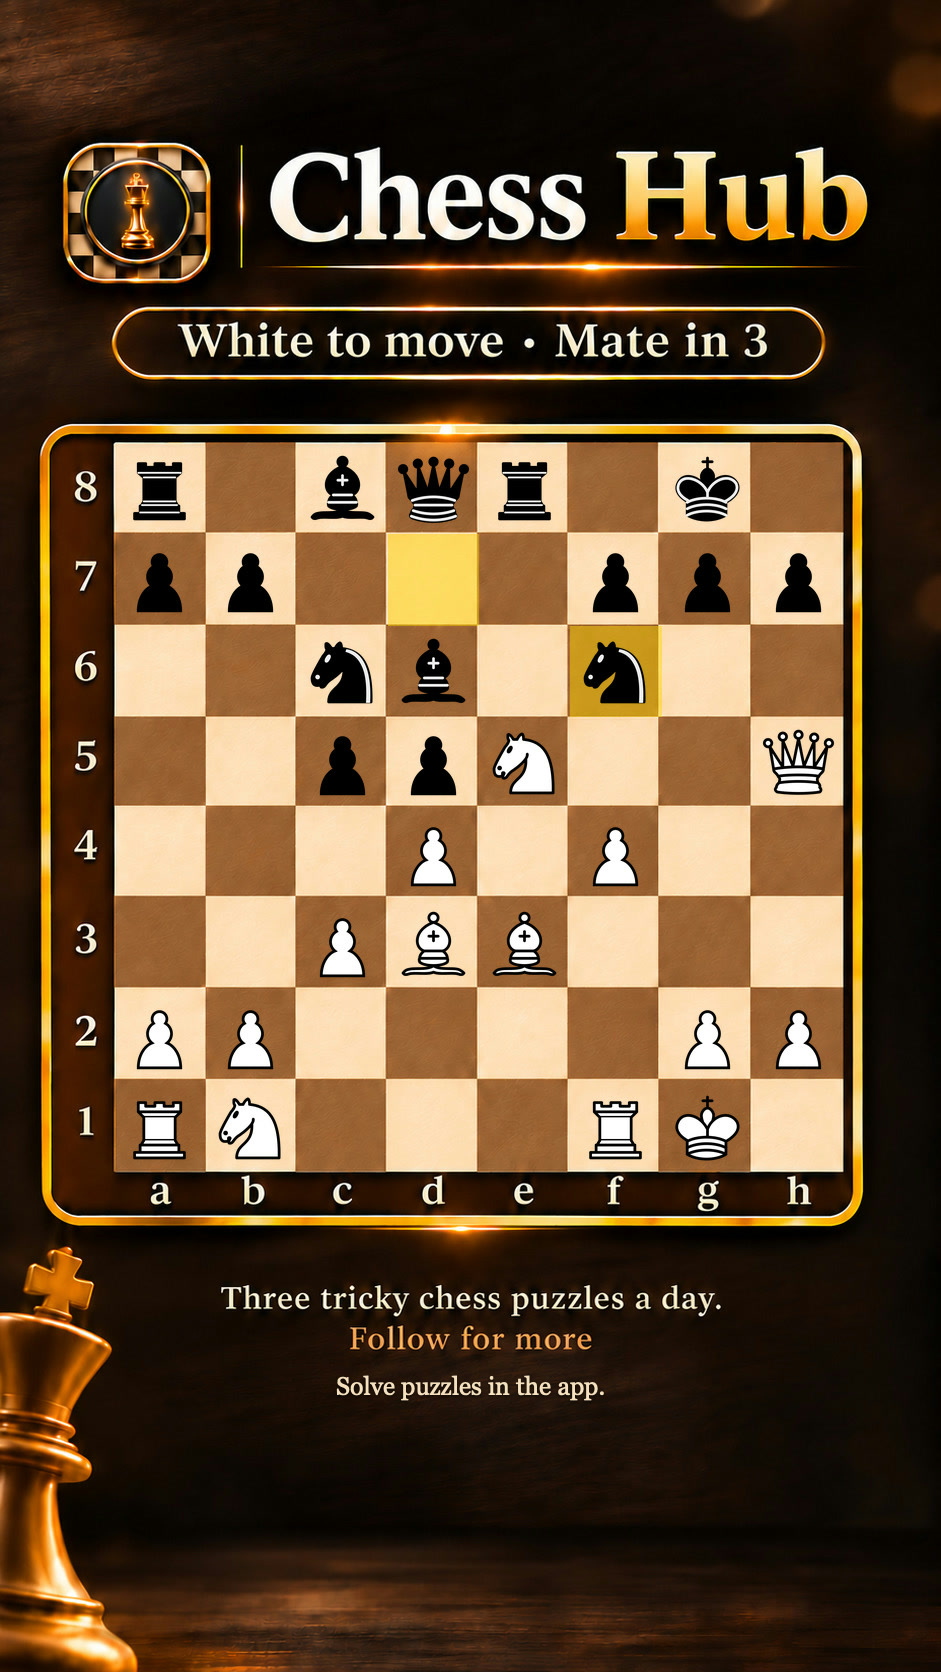 Chess Hub
White to move • Mate in 3
8
7
6
5
4
3
2
1
a b c d e f g h
Three tricky chess puzzles a day.
Follow for more
Solve puzzles in the app.